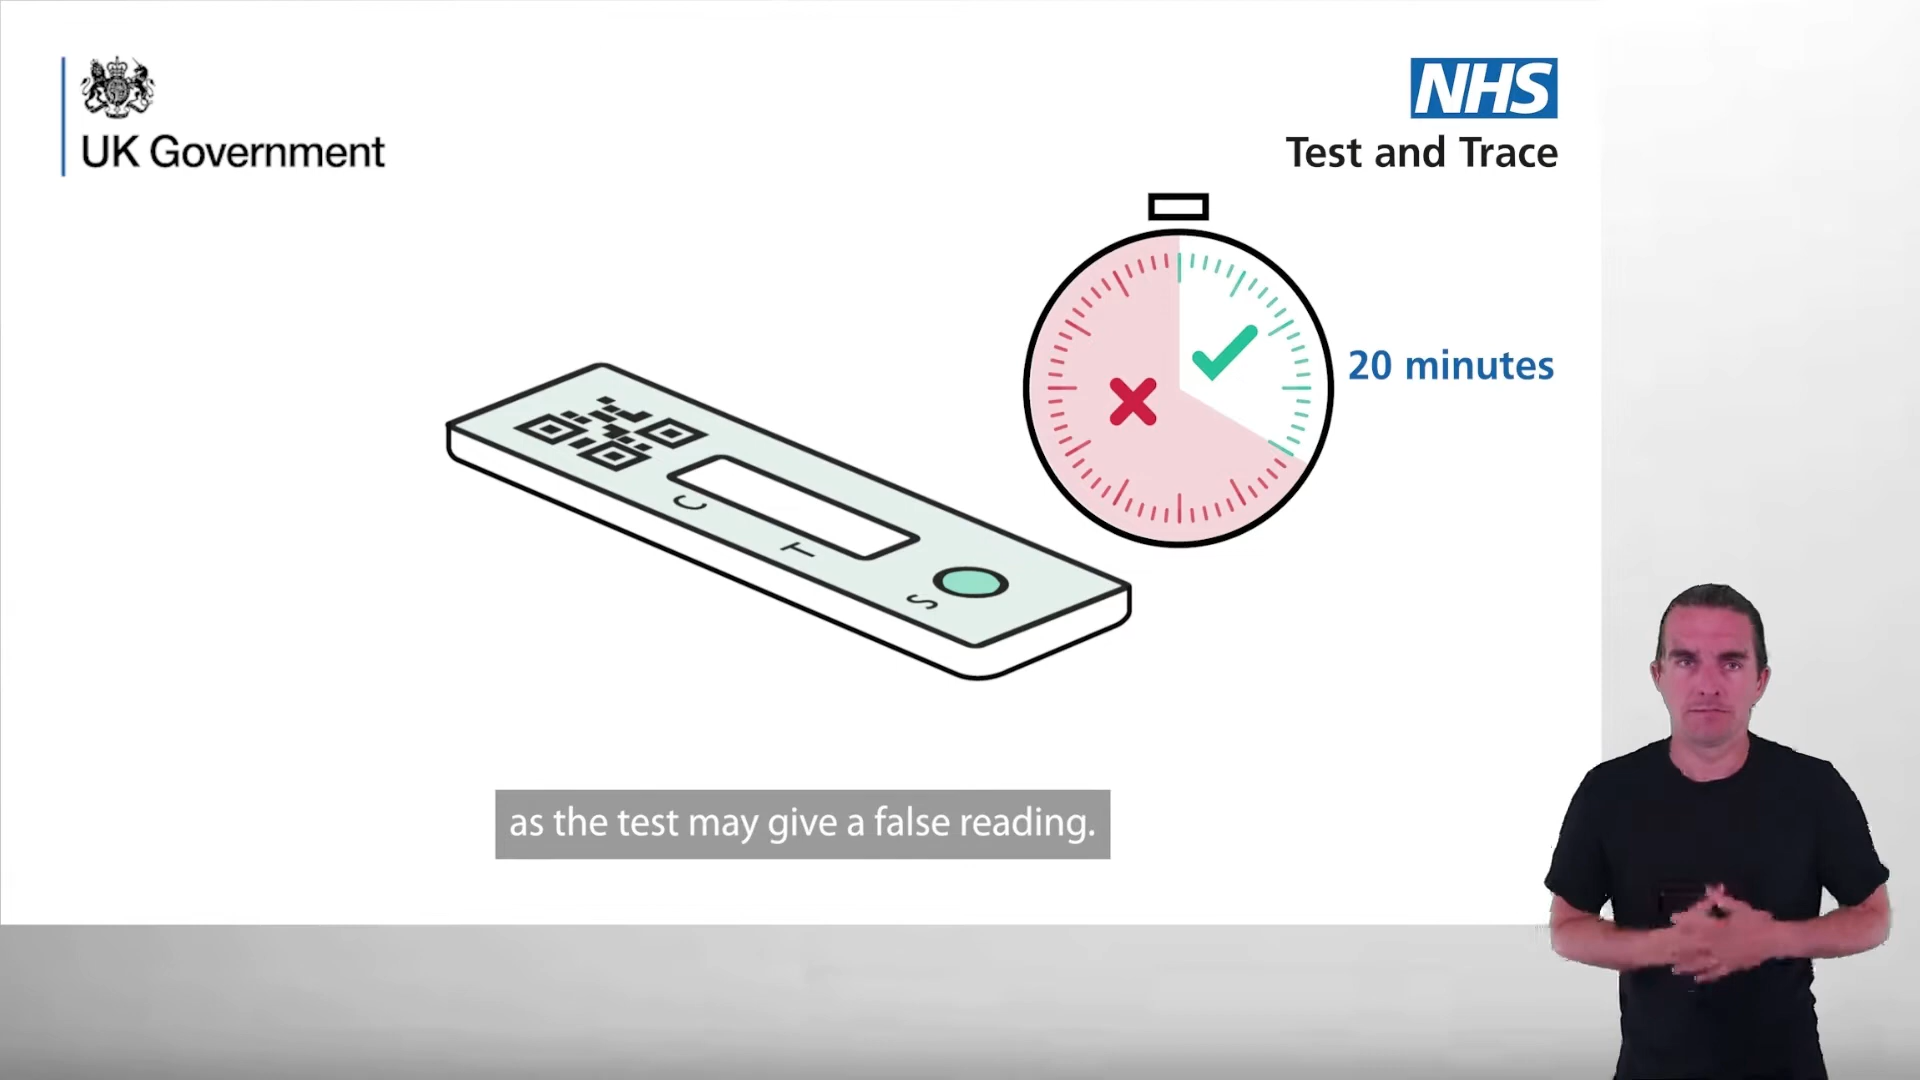 UK Government
NHS
Test and Trace
20 minutes
C
T
S
as the test may give a false reading.